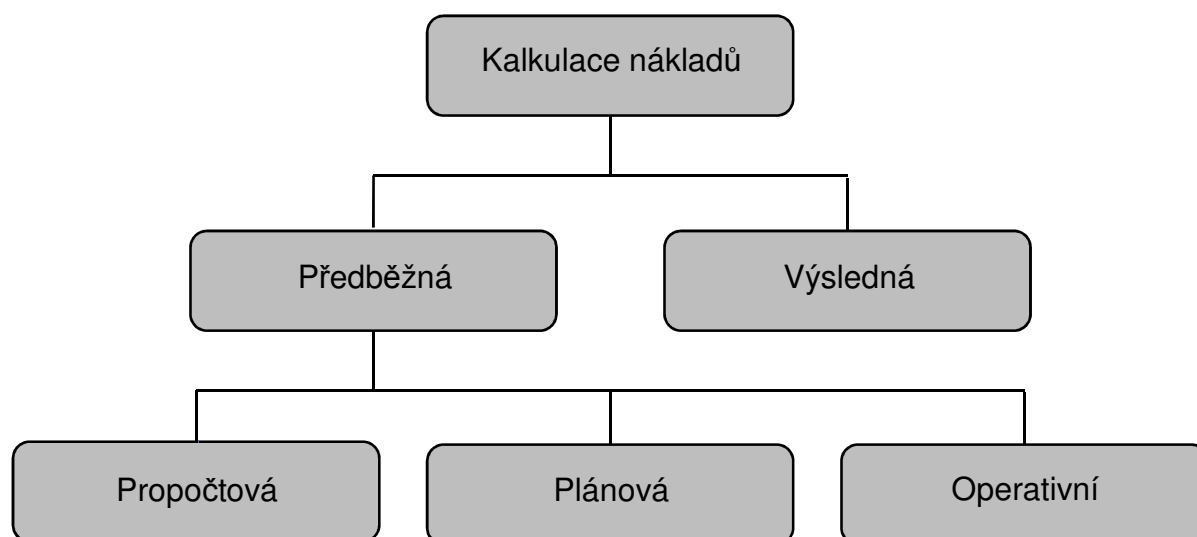 Kalkulace nákladů
Předběžná
Výsledná
Propočtová
Plánová
Operativní